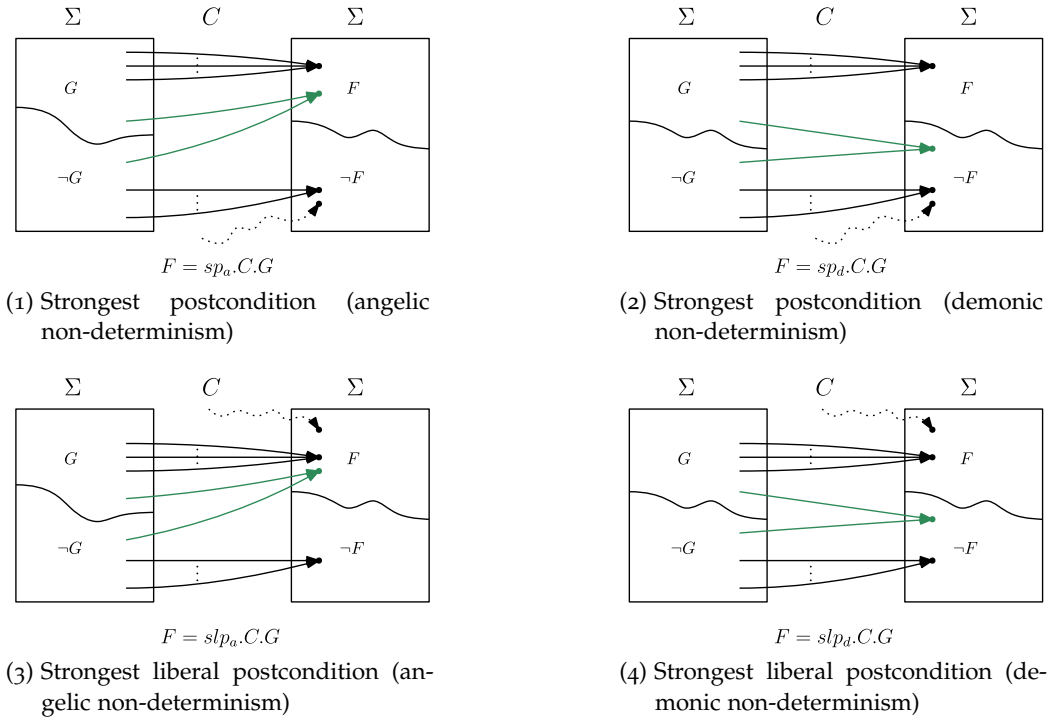 Σ C Σ
G F
¬G ¬F
F = sp_a.C.G
(1) Strongest postcondition (angelic
non-determinism)
Σ C Σ
G F
¬G ¬F
F = sp_d.C.G
(2) Strongest postcondition (demonic
non-determinism)
Σ C Σ
G F
¬G ¬F
F = slp_a.C.G
(3) Strongest liberal postcondition (an-
gelic non-determinism)
Σ C Σ
G F
¬G ¬F
F = slp_d.C.G
(4) Strongest liberal postcondition (de-
monic non-determinism)